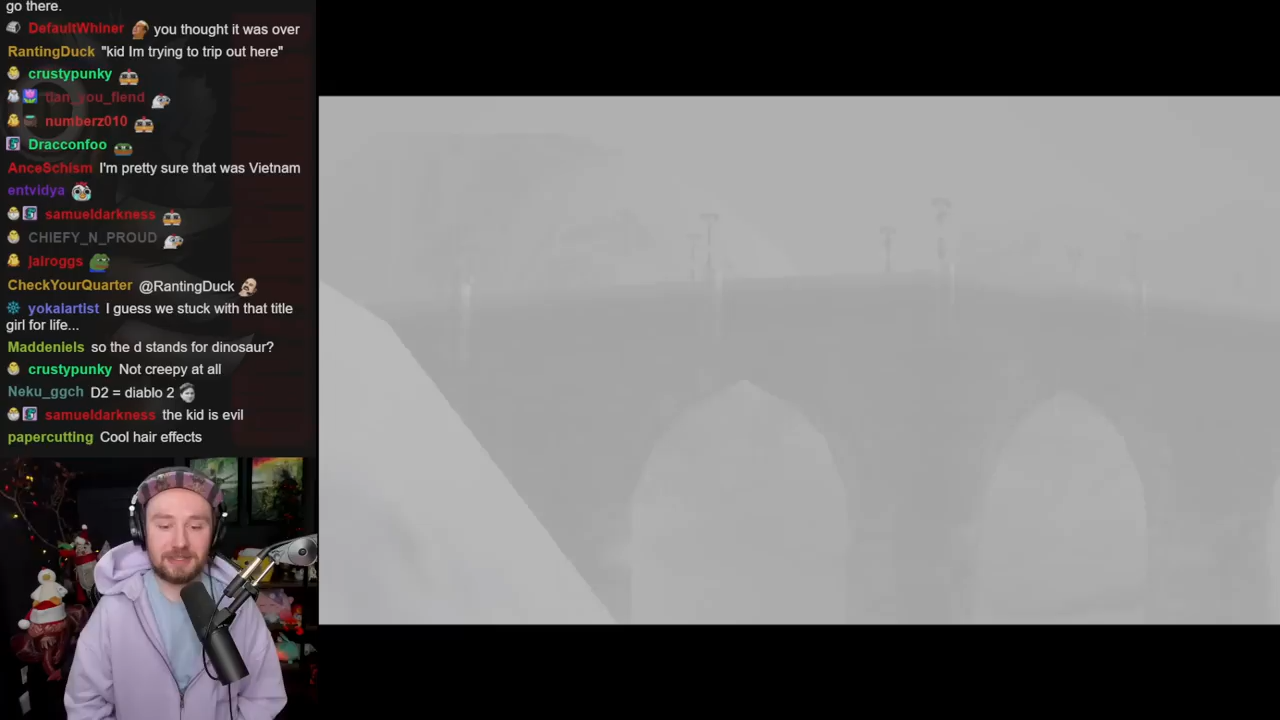 go there.
DefaultWhiner you thought it was over
RantingDuck "kid Im trying to trip out here"
crustypunky
tian_you_fiend
numberz010
Dracconfoo
AnceSchism I'm pretty sure that was Vietnam
entvidya
samueldarkness
CHIEFY_N_PROUD
jalroggs
CheckYourQuarter @RantingDuck
yokaiartist I guess we stuck with that title
girl for life...
Maddeniels so the d stands for dinosaur?
crustypunky Not creepy at all
Neku_ggch D2 = diablo 2
samueldarkness the kid is evil
papercutting Cool hair effects